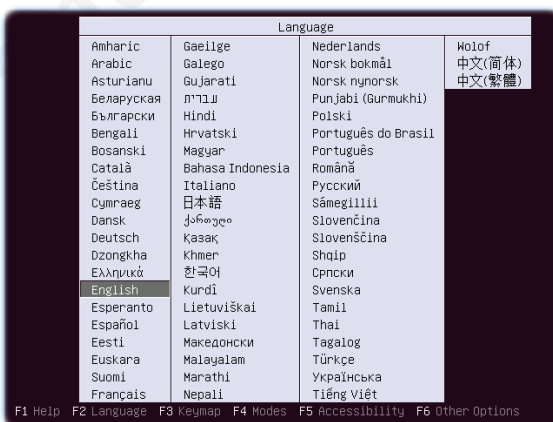 Language
Amharic
Arabic
Asturianu
Беларуская
Български
Bengali
Bosanski
Català
Čeština
Cymraeg
Dansk
Deutsch
Dzongkha
Ελληνικά
English
Esperanto
Español
Eesti
Euskara
Suomi
Français
Gaeilge
Galego
Gujarati
עברית
Hindi
Hrvatski
Magyar
Bahasa Indonesia
Italiano
日本語
ქართული
Қазақ
Khmer
한국어
Kurdî
Lietuviškai
Latviski
Македонски
Malayalam
Marathi
Nepali
Nederlands
Norsk bokmål
Norsk nynorsk
Punjabi (Gurmukhi)
Polski
Português do Brasil
Português
Română
Русский
Sámegillii
Slovenčina
Slovenščina
Shqip
Српски
Svenska
Tamil
Thai
Tagalog
Türkçe
Українська
Tiếng Việt
Wolof
中文(简体)
中文(繁體)
F1 Help F2 Language F3 Keymap F4 Modes F5 Accessibility F6 Other Options